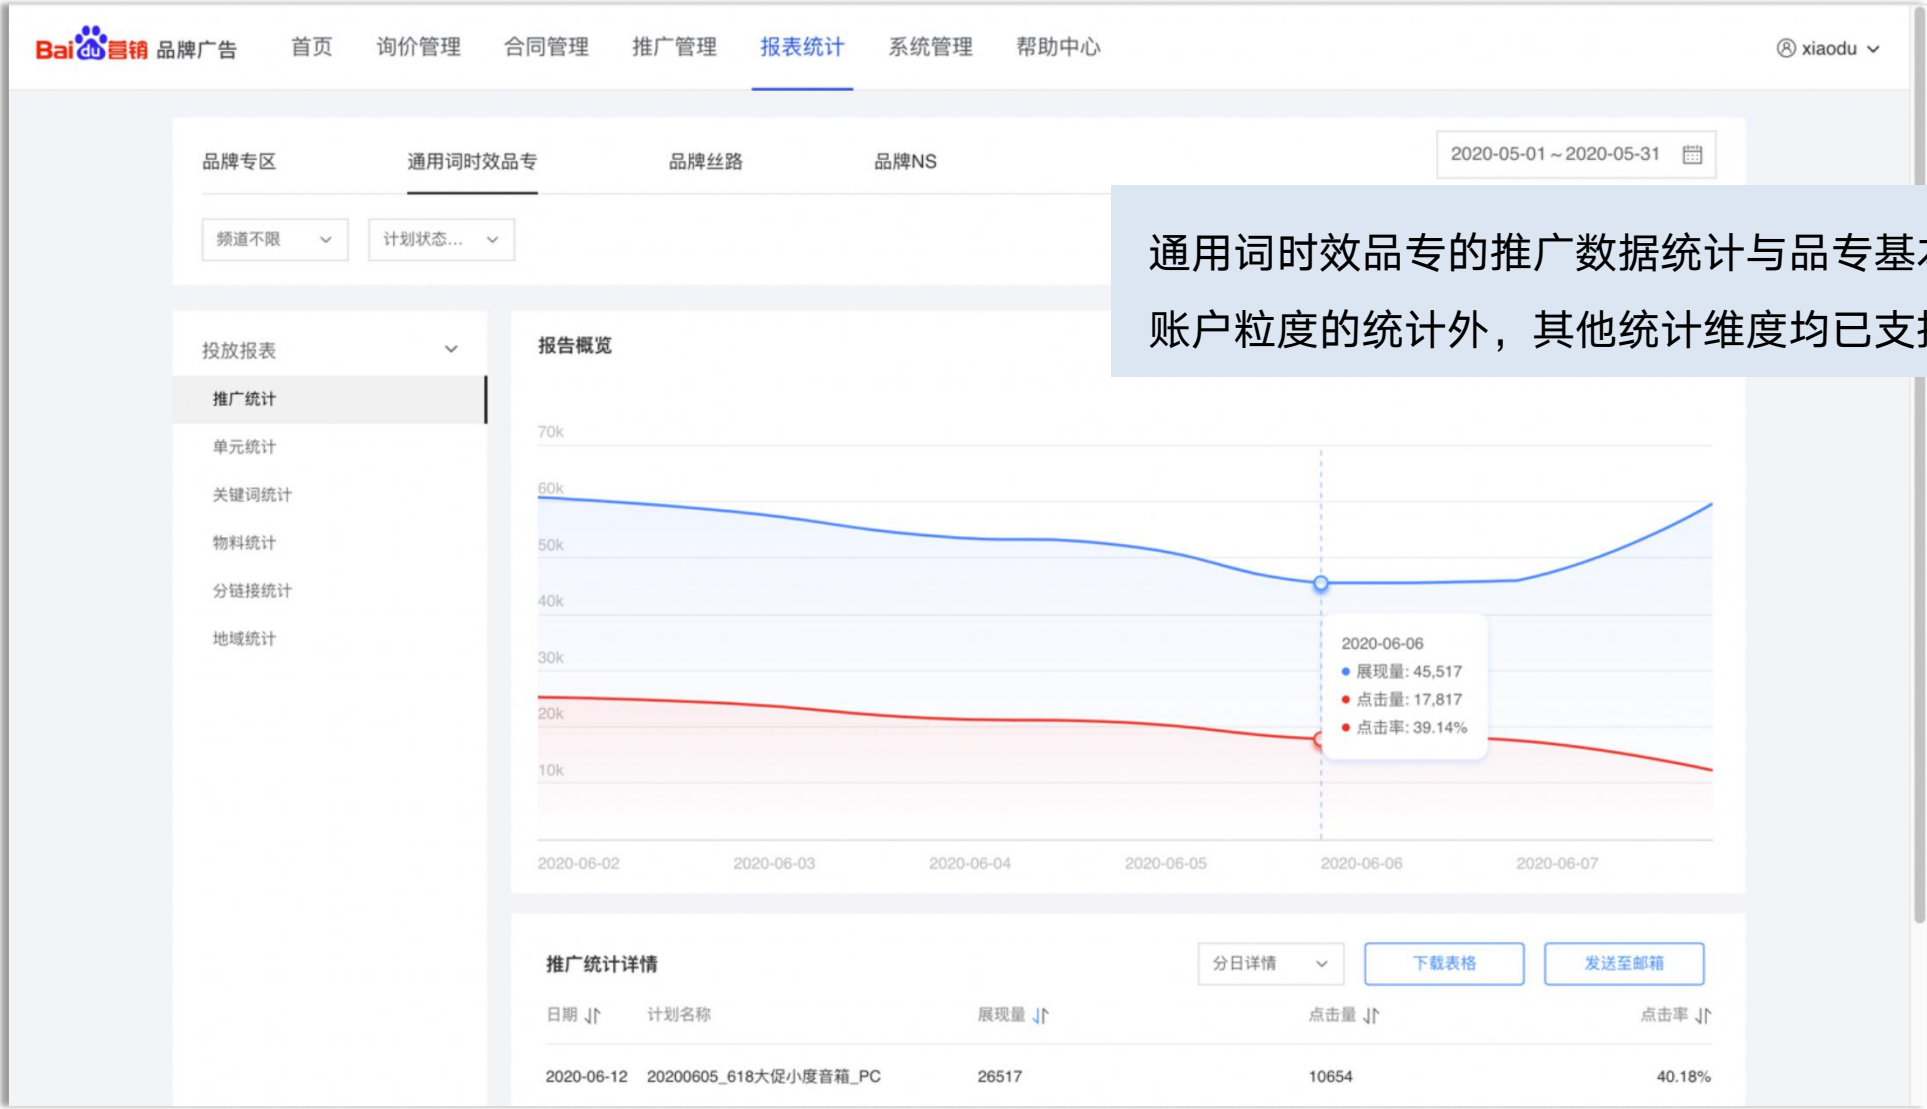 Baidu营销 品牌广告 首页 询价管理 合同管理 推广管理 报表统计 系统管理 帮助中心 xiaodu
品牌专区 通用词时效品专 品牌丝路 品牌NS 2020-05-01 ~ 2020-05-31
频道不限 计划状态...
通用词时效品专的推广数据统计与品专基
账户粒度的统计外，其他统计维度均已支
投放报表
推广统计
单元统计
关键词统计
物料统计
分链接统计
地域统计
报告概览
70k
60k
50k
40k
30k
20k
10k
2020-06-06
展现量: 45,517
点击量: 17,817
点击率: 39.14%
2020-06-02 2020-06-03 2020-06-04 2020-06-05 2020-06-06 2020-06-07
推广统计详情 分日详情 下载表格 发送至邮箱
日期 计划名称 展现量 点击量 点击率
2020-06-12 20200605_618大促小度音箱_PC 26517 10654 40.18%